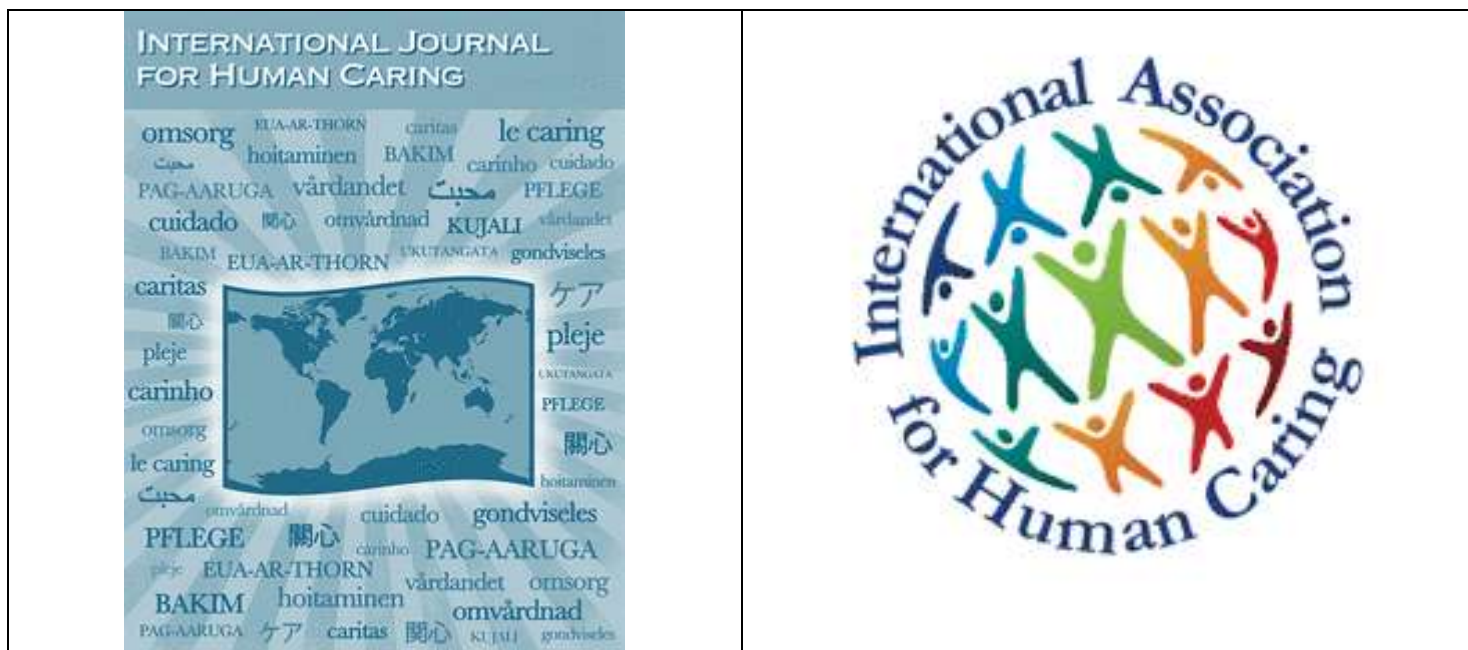 INTERNATIONAL JOURNAL
FOR HUMAN CARING
omsorg EUA-AR-THORN caritas le caring
محبت hoitaminen BAKIM carinho cuidado
PAG-AARUGA vårdandet محبت PFLEGE
cuidado 關心 omvårdnad KUJALI vårdandet
BAKIM EUA-AR-THORN UKUTANGATA gondviseles
caritas ケア
關心
pleje pleje
UKUTANGATA
carinho PFLEGE
omsorg 關心
le caring
محبت hoitaminen
omvårdnad cuidado gondviseles
PFLEGE 關心 carinho PAG-AARUGA
pleje EUA-AR-THORN vårdandet omsorg
BAKIM hoitaminen omvårdnad
PAG-AARUGA ケア caritas 關心 KUJALI gondviseles
International Association
for Human Caring